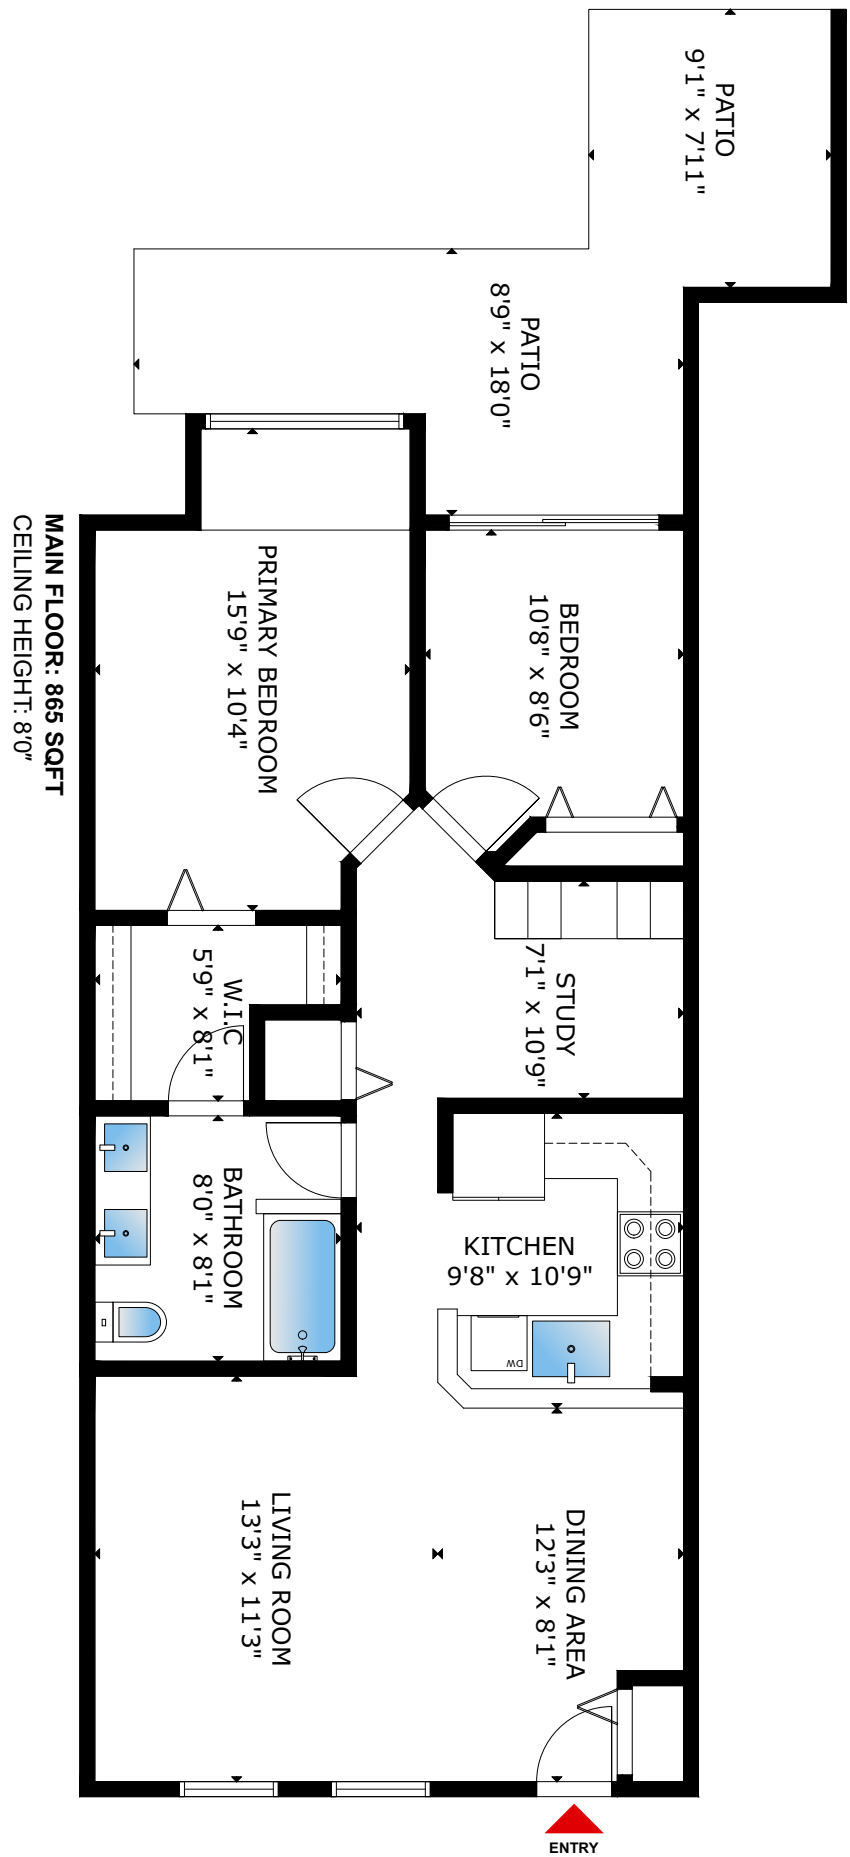 PATIO
9'1" x 7'11"
PATIO
8'9" x 18'0"
PRIMARY BEDROOM
15'9" x 10'4"
BEDROOM
10'8" x 8'6"
MAIN FLOOR: 865 SQFT
CEILING HEIGHT: 8'0"
W.I.C
5'9" x 8'1"
STUDY
7'1" x 10'9"
BATHROOM
8'0" x 8'1"
KITCHEN
9'8" x 10'9"
DW
LIVING ROOM
13'3" x 11'3"
DINING AREA
12'3" x 8'1"
ENTRY